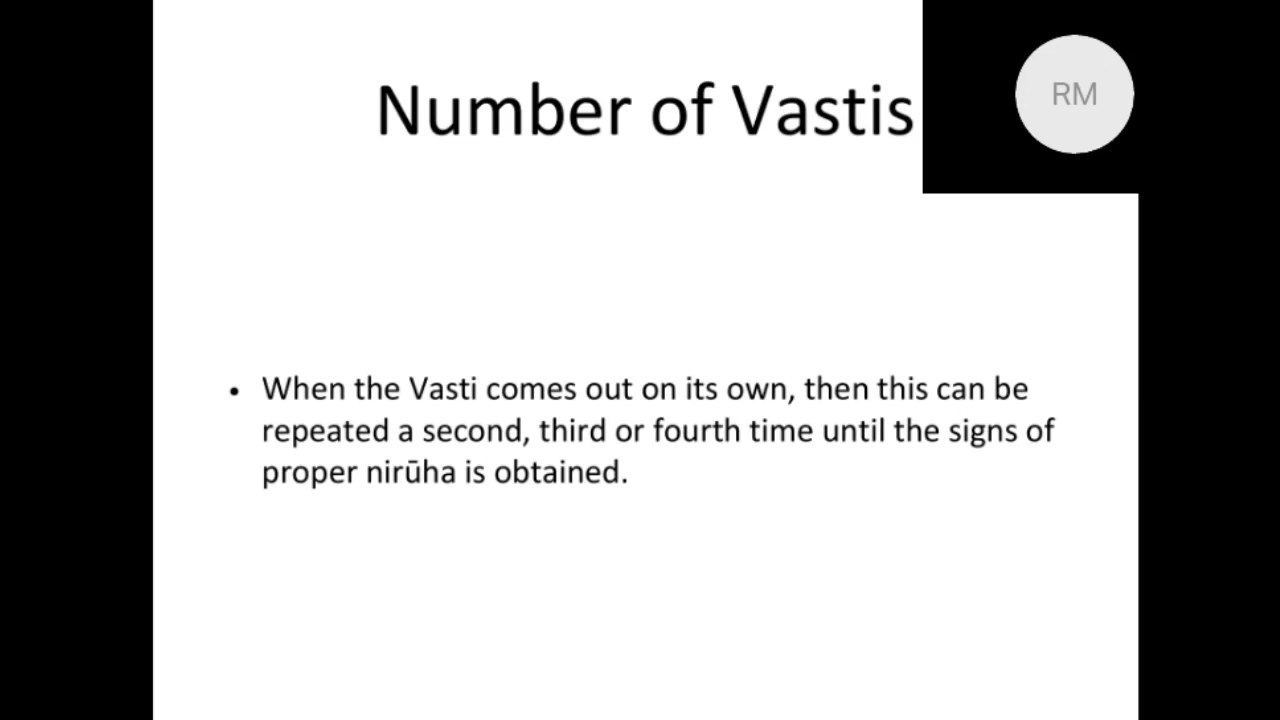 Number of Vastis
RM
• When the Vasti comes out on its own, then this can be
repeated a second, third or fourth time until the signs of
proper nirūha is obtained.